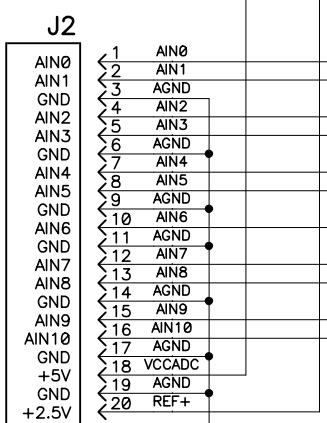 J2
AIN0 1 AIN0
AIN1 2 AIN1
GND 3 AGND
AIN2 4 AIN2
AIN3 5 AIN3
GND 6 AGND
AIN4 7 AIN4
AIN5 8 AIN5
GND 9 AGND
AIN6 10 AIN6
GND 11 AGND
AIN7 12 AIN7
AIN8 13 AIN8
GND 14 AGND
AIN9 15 AIN9
AIN10 16 AIN10
GND 17 AGND
+5V 18 VCCADC
GND 19 AGND
+2.5V 20 REF+